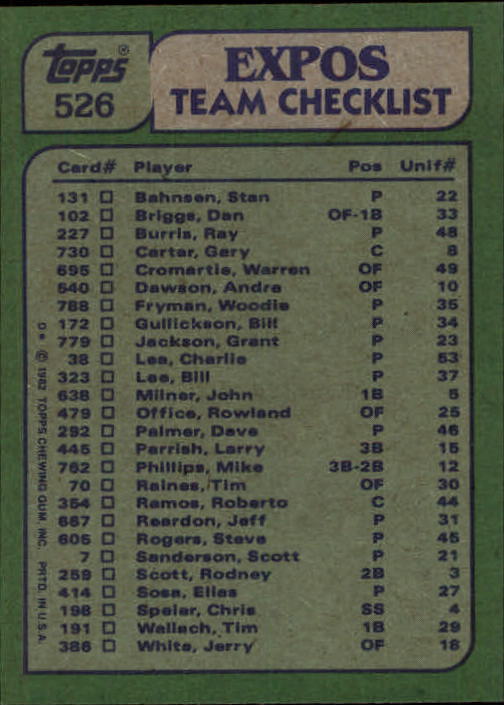 topps®
526
EXPOS
TEAM CHECKLIST
Card# Player Pos Unif#
131 □ Bahnsen, Stan P 22
102 □ Briggs, Dan OF-1B 33
227 □ Burris, Ray P 48
730 □ Carter, Gary C 8
695 □ Cromartie, Warren OF 49
540 □ Dawson, Andre OF 10
788 □ Fryman, Woodie P 35
172 □ Gullickson, Bill P 34
779 □ Jackson, Grant P 23
38 □ Lea, Charlie P 53
323 □ Lee, Bill P 37
638 □ Milner, John 1B 5
479 □ Office, Rowland OF 25
292 □ Palmer, Dave P 46
445 □ Parrish, Larry 3B 15
762 □ Phillips, Mike 3B-2B 12
70 □ Raines, Tim OF 30
354 □ Ramos, Roberto C 44
667 □ Reardon, Jeff P 31
605 □ Rogers, Steve P 45
7 □ Sanderson, Scott P 21
259 □ Scott, Rodney 2B 3
414 □ Sosa, Elias P 27
198 □ Speier, Chris SS 4
191 □ Wallach, Tim 1B 29
386 □ White, Jerry OF 18
D* © 1982 TOPPS CHEWING GUM, INC. PRTD. IN U.S.A.